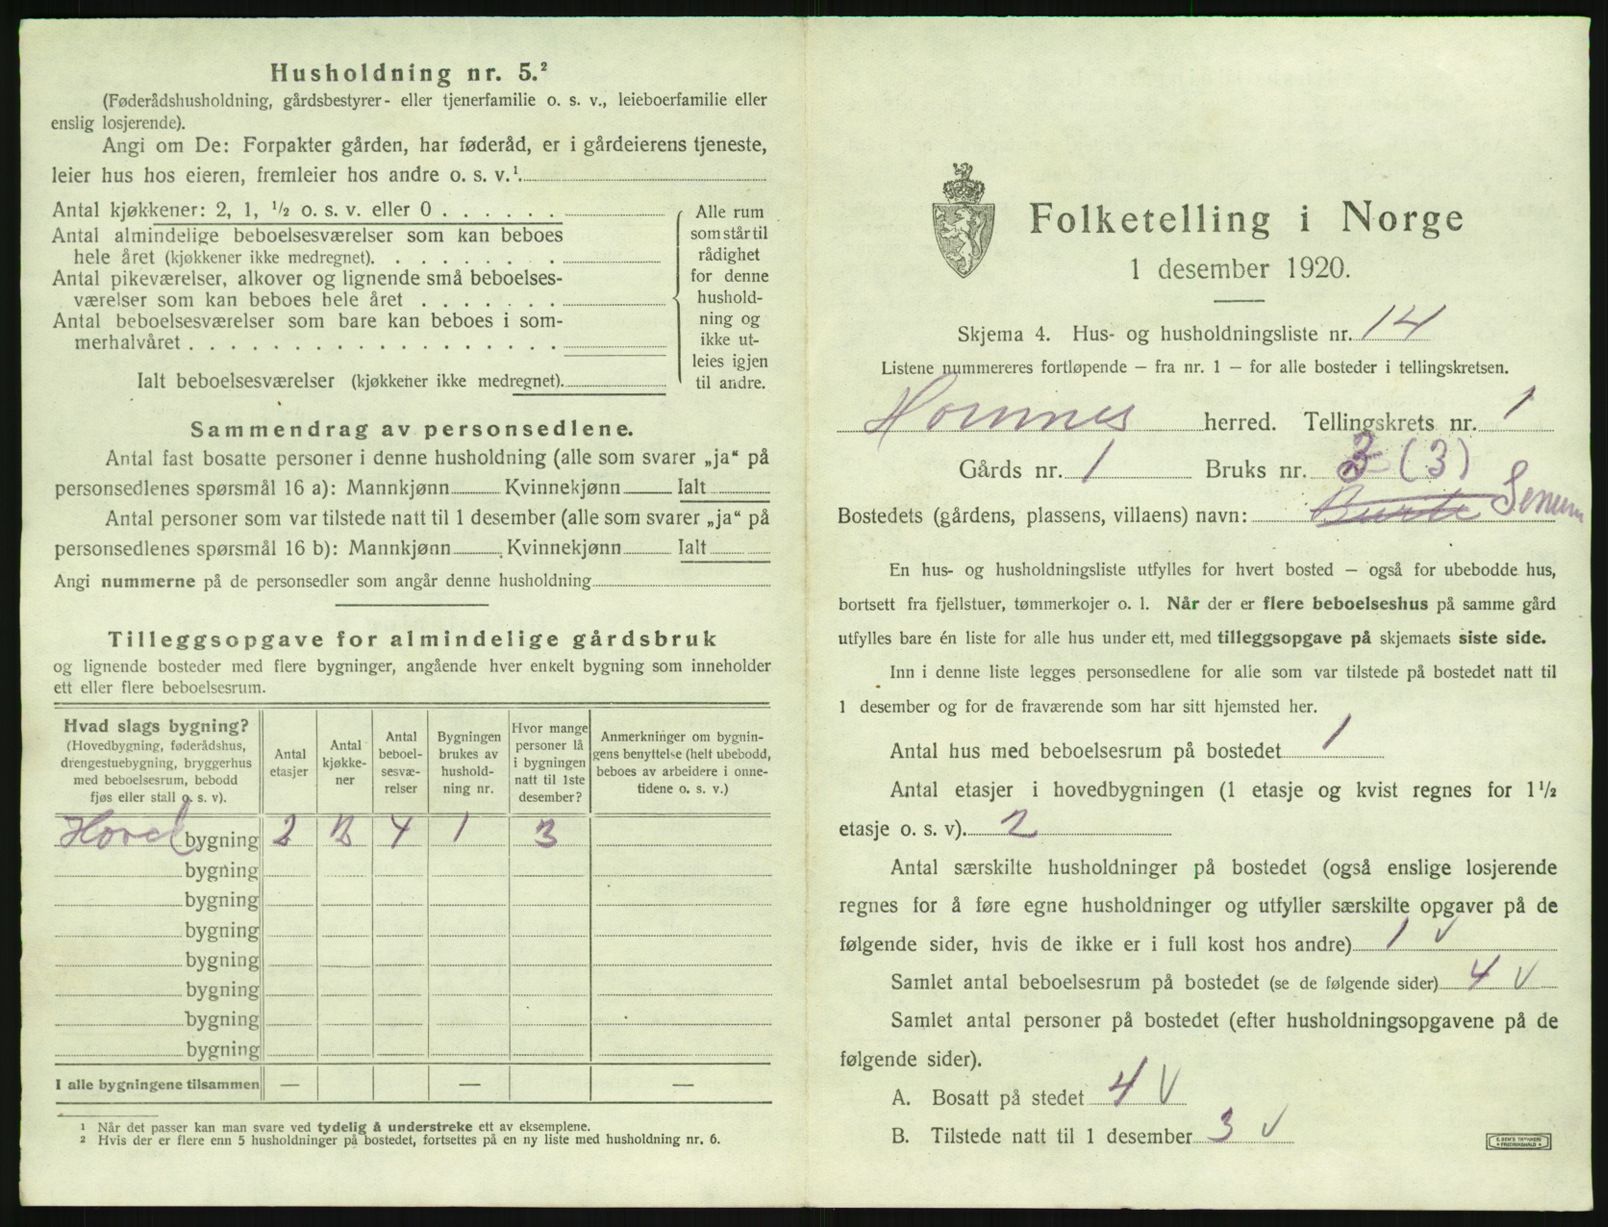 Husholdning nr. 5.²
(Føderådshusholdning, gårdsbestyrer- eller tjenerfamilie o. s. v., leieboerfamilie eller
enslig losjerende).
Angi om De: Forpakter gården, har føderåd, er i gårdeierens tjeneste,
leier hus hos eieren, fremleier hos andre o. s. v.¹
Antal kjøkkener: 2, 1, ½ o. s. v. eller 0 . . . . . .
Antal almindelige beboelsesværelser som kan beboes
hele året (kjøkkener ikke medregnet). . . . . . . .
Antal pikeværelser, alkover og lignende små beboelses-
værelser som kan beboes hele året . . . . . . .
Antal beboelsesværelser som bare kan beboes i som-
merhalvåret . . . . . . . . . . . . . . . . . .
Ialt beboelsesværelser (kjøkkener ikke medregnet).
Alle rum
som står til
rådighet
for denne
hushold-
ning og
ikke ut-
leies igjen
til andre.
Sammendrag av personsedlene.
Antal fast bosatte personer i denne husholdning (alle som svarer „ja“ på
personsedlenes spørsmål 16 a): Mannkjønn Kvinnekjønn Ialt
Antal personer som var tilstede natt til 1 desember (alle som svarer „ja“ på
personsedlenes spørsmål 16 b): Mannkjønn Kvinnekjønn Ialt
Angi nummerne på de personsedler som angår denne husholdning
Tilleggsopgave for almindelige gårdsbruk
og lignende bosteder med flere bygninger, angående hver enkelt bygning som inneholder
ett eller flere beboelsesrum.
Hvad slags bygning?
(Hovedbygning, føderådshus,
drengestuebygning, bryggerhus
med beboelsesrum, bebodd
fjøs eller stall o. s. v).
Antal
etasjer
Antal
kjøkke-
ner
Antal
beboel-
sesvæ-
relser
Bygningen
brukes av
hushold-
ning nr.
Hvor mange
personer lå
i bygningen
natt til 1ste
desember?
Anmerkninger om bygnin-
gens benyttelse (helt ubebodd,
beboes av arbeidere i onne-
tidene o. s. v.)
Hoved bygning 2 2 4 1 3
bygning
bygning
bygning
bygning
bygning
bygning
bygning
I alle bygningene tilsammen — — —
¹ Når det passer kan man svare ved tydelig å understreke ett av eksemplene.
² Hvis der er flere enn 5 husholdninger på bostedet, fortsettes på en ny liste med husholdning nr. 6.
Folketelling i Norge
1 desember 1920.
Skjema 4. Hus- og husholdningsliste nr. 14
Listene nummereres fortløpende — fra nr. 1 — for alle bosteder i tellingskretsen.
Hornnes herred. Tellingskrets nr. 1
Gårds nr. 1 Bruks nr. 3 (3)
Bostedets (gårdens, plassens, villaens) navn: Senum
En hus- og husholdningsliste utfylles for hvert bosted — også for ubebodde hus,
bortsett fra fjellstuer, tømmerkojer o. l. Når der er flere beboelseshus på samme gård
utfylles bare én liste for alle hus under ett, med tilleggsopgave på skjemaets siste side.
Inn i denne liste legges personsedlene for alle som var tilstede på bostedet natt til
1 desember og for de fraværende som har sitt hjemsted her.
Antal hus med beboelsesrum på bostedet 1
Antal etasjer i hovedbygningen (1 etasje og kvist regnes for 1½
etasje o. s. v). 2
Antal særskilte husholdninger på bostedet (også enslige losjerende
regnes for å føre egne husholdninger og utfyller særskilte opgaver på de
følgende sider, hvis de ikke er i full kost hos andre) 1 V
Samlet antal beboelsesrum på bostedet (se de følgende sider) 4 V
Samlet antal personer på bostedet (efter husholdningsopgavene på de
følgende sider).
A. Bosatt på stedet 4 V
B. Tilstede natt til 1 desember 3 V